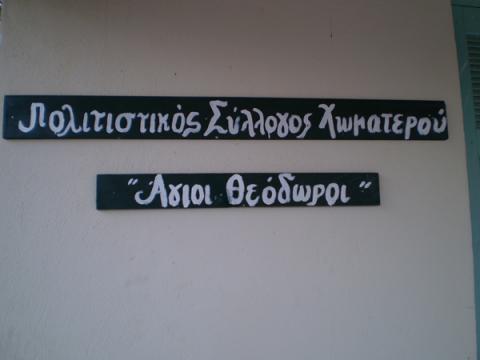 Πολιτιστικός Σύλλογος Χωματερού
"Άγιοι Θεόδωροι"